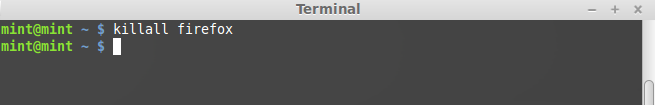 Terminal
mint@mint ~ $ killall firefox
mint@mint ~ $